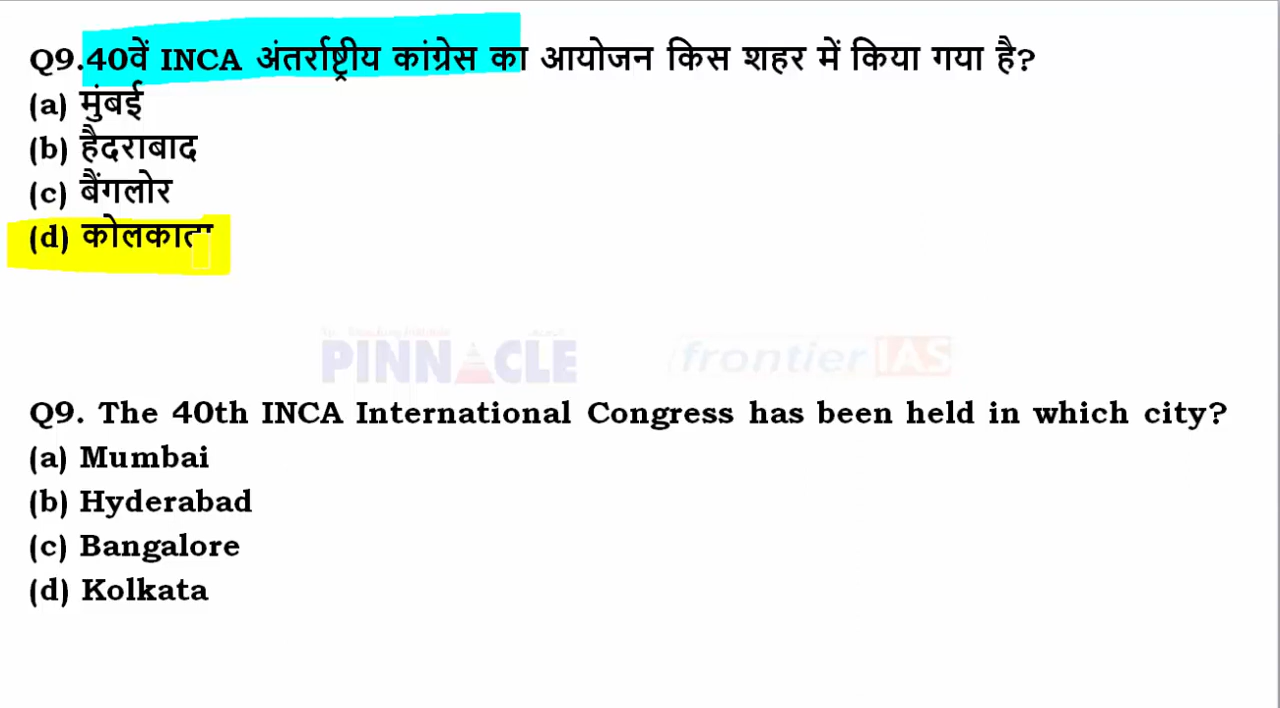 Q9.40वें INCA अंतर्राष्ट्रीय कांग्रेस का आयोजन किस शहर में किया गया है?
(a) मुंबई
(b) हैदराबाद
(c) बैंगलोर
(d) कोलकाता
PINNACLE frontier IAS
Q9. The 40th INCA International Congress has been held in which city?
(a) Mumbai
(b) Hyderabad
(c) Bangalore
(d) Kolkata